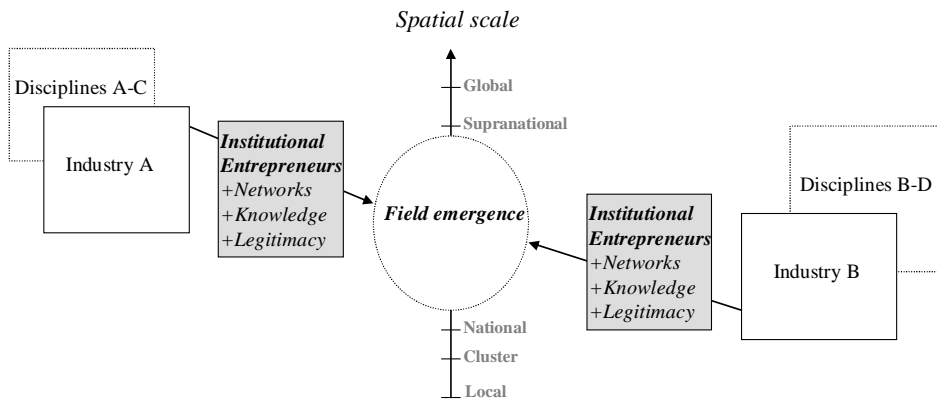 Spatial scale
Global
Supranational
Disciplines A-C
Industry A
Institutional
Entrepreneurs
+Networks
+Knowledge
+Legitimacy
Field emergence
Institutional
Entrepreneurs
+Networks
+Knowledge
+Legitimacy
Disciplines B-D
Industry B
National
Cluster
Local